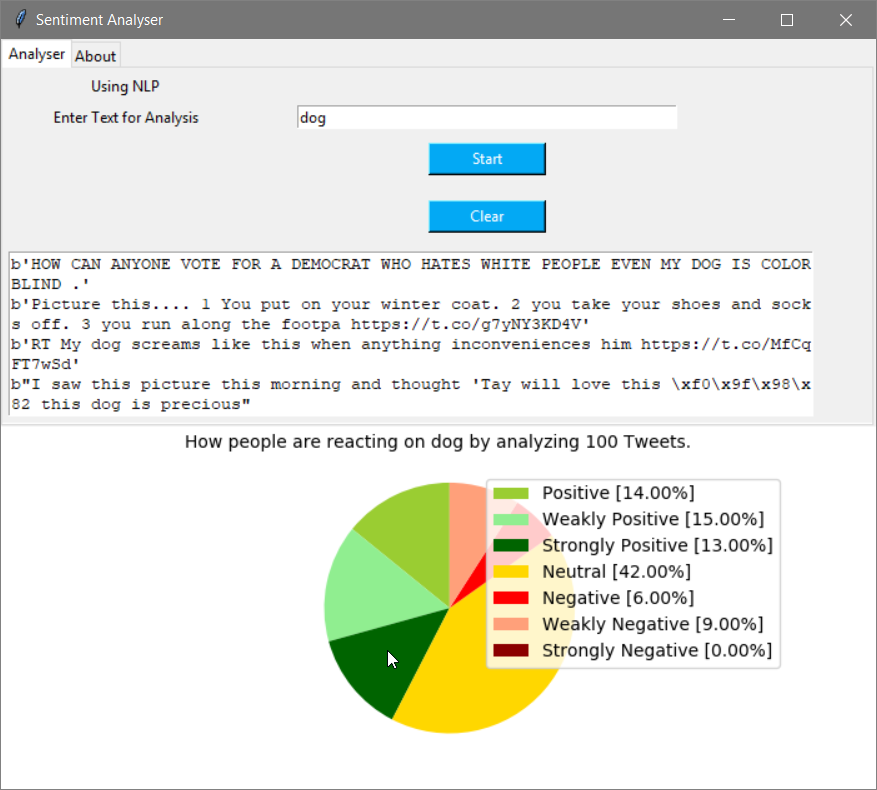 Sentiment Analyser
Analyser
About
Using NLP
Enter Text for Analysis
dog
Start
Clear
b'HOW CAN ANYONE VOTE FOR A DEMOCRAT WHO HATES WHITE PEOPLE EVEN MY DOG IS COLOR
BLIND .'
b'Picture this.... 1 You put on your winter coat. 2 you take your shoes and sock
s off. 3 you run along the footpa https://t.co/g7yNY3KD4V'
b'RT My dog screams like this when anything inconveniences him https://t.co/MfCq
FT7wSd'
b"I saw this picture this morning and thought 'Tay will love this \xf0\x9f\x98\x
82 this dog is precious"
How people are reacting on dog by analyzing 100 Tweets.
Positive [14.00%]
Weakly Positive [15.00%]
Strongly Positive [13.00%]
Neutral [42.00%]
Negative [6.00%]
Weakly Negative [9.00%]
Strongly Negative [0.00%]